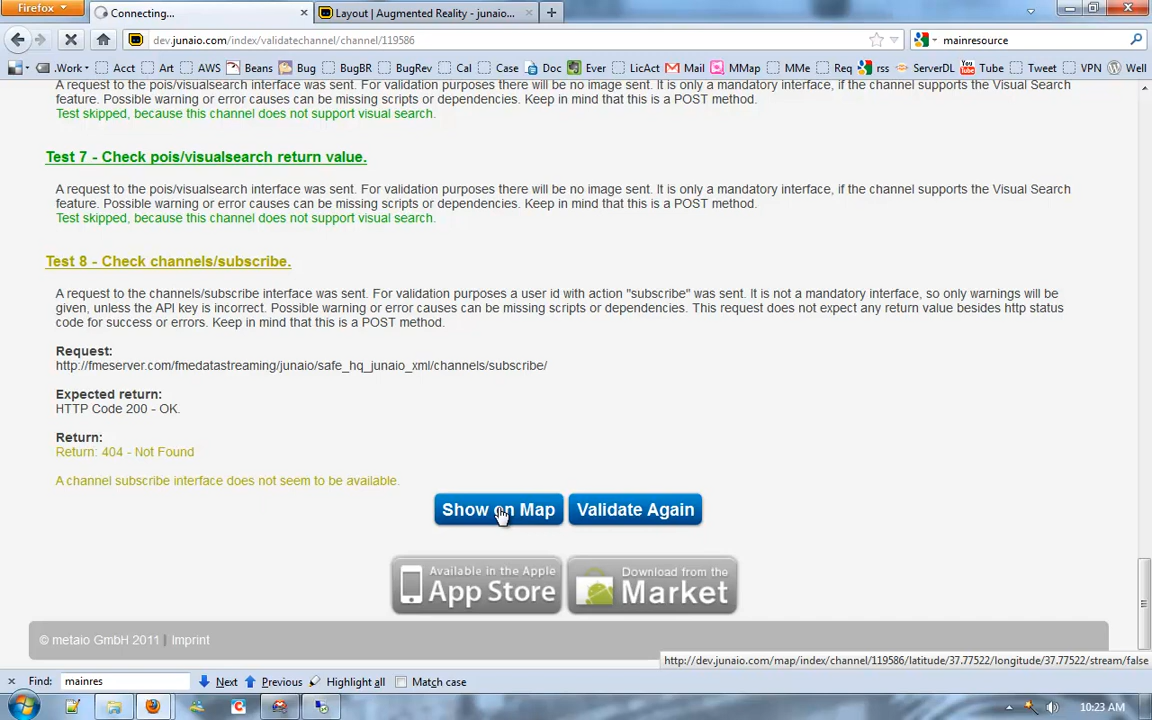 Firefox
Connecting...
Layout | Augmented Reality - junaio...
dev.junaio.com/index/validatechannel/channel/119586
mainresource
.Work Acct Art AWS Beans Bug BugBR BugRev Cal Case Doc Ever LicAct Mail MMap MMe Req rss ServerDL Tube Tweet VPN Well
A request to the pois/visualsearch interface was sent. For validation purposes there will be no image sent. It is only a mandatory interface, if the channel supports the Visual Search
feature. Possible warning or error causes can be missing scripts or dependencies. Keep in mind that this is a POST method.
Test skipped, because this channel does not support visual search.
Test 7 - Check pois/visualsearch return value.
A request to the pois/visualsearch interface was sent. For validation purposes there will be no image sent. It is only a mandatory interface, if the channel supports the Visual Search
feature. Possible warning or error causes can be missing scripts or dependencies. Keep in mind that this is a POST method.
Test skipped, because this channel does not support visual search.
Test 8 - Check channels/subscribe.
A request to the channels/subscribe interface was sent. For validation purposes a user id with action "subscribe" was sent. It is not a mandatory interface, so only warnings will be
given, unless the API key is incorrect. Possible warning or error causes can be missing scripts or dependencies. This request does not expect any return value besides http status
code for success or errors. Keep in mind that this is a POST method.
Request:
http://fmeserver.com/fmedatastreaming/junaio/safe_hq_junaio_xml/channels/subscribe/
Expected return:
HTTP Code 200 - OK.
Return:
Return: 404 - Not Found
A channel subscribe interface does not seem to be available.
Show on Map Validate Again
Available in the Apple
App Store
Download from the
Market
© metaio GmbH 2011 | Imprint
http://dev.junaio.com/map/index/channel/119586/latitude/37.77522/longitude/37.77522/stream/false
Find: mainres Next Previous Highlight all Match case
10:23 AM